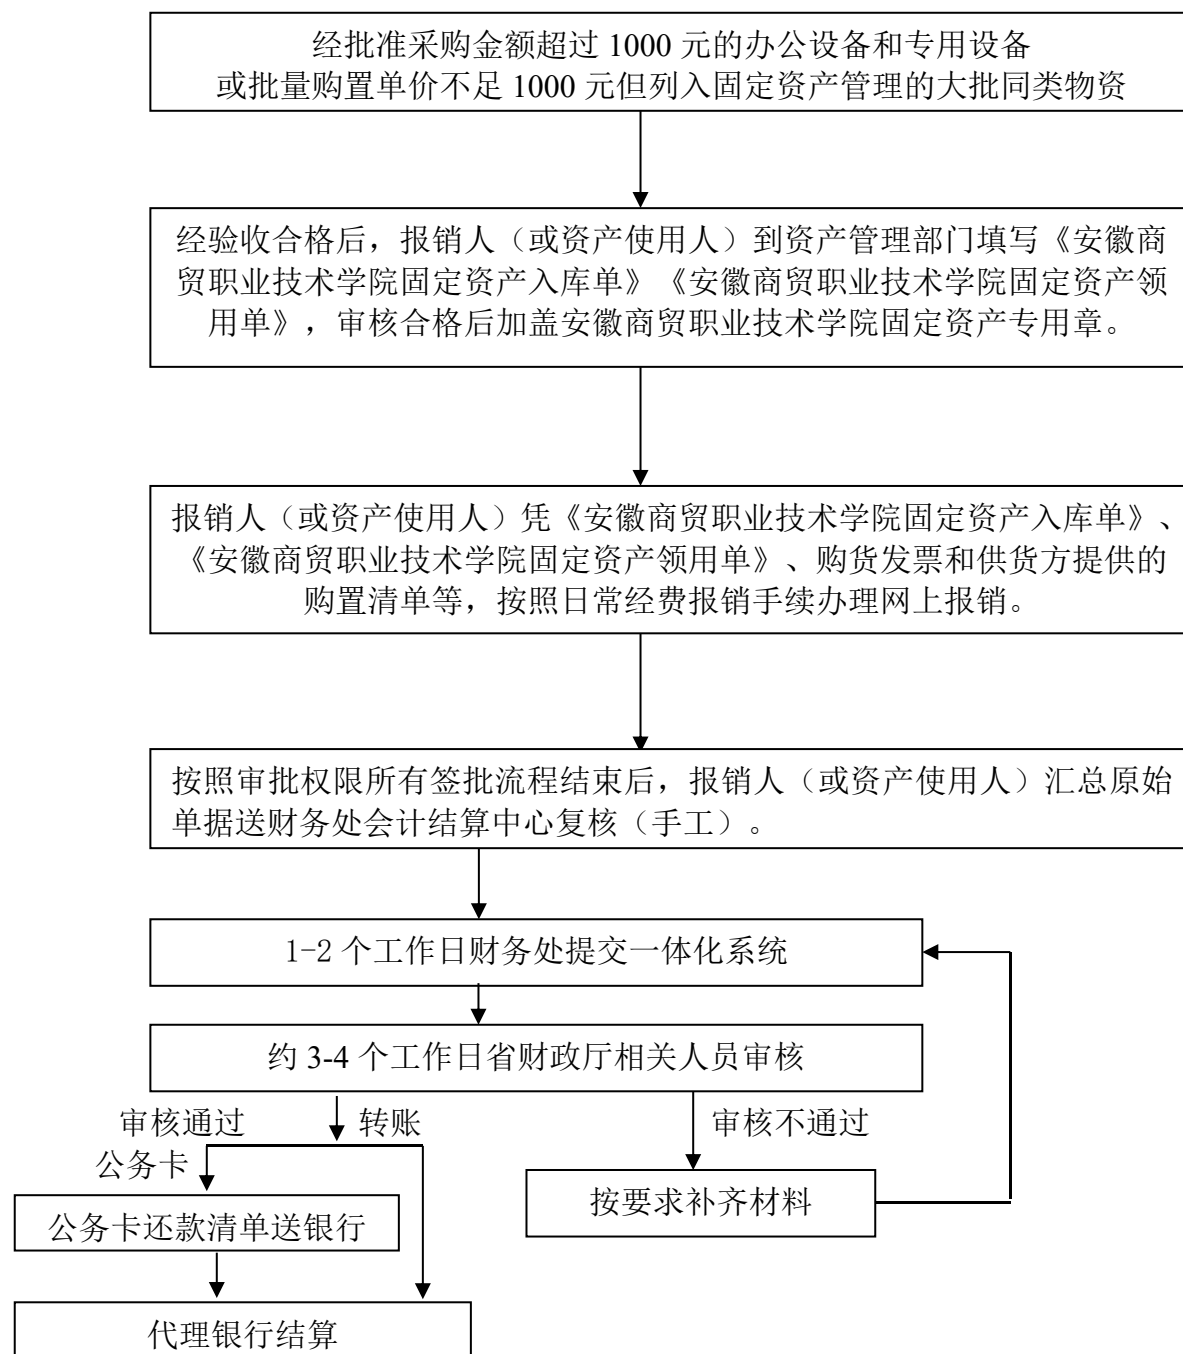 经批准采购金额超过 1000 元的办公设备和专用设备
或批量购置单价不足 1000 元但列入固定资产管理的大批同类物资
经验收合格后，报销人（或资产使用人）到资产管理部门填写《安徽商
贸职业技术学院固定资产入库单》《安徽商贸职业技术学院固定资产领
用单》，审核合格后加盖安徽商贸职业技术学院固定资产专用章。
报销人（或资产使用人）凭《安徽商贸职业技术学院固定资产入库单》、
《安徽商贸职业技术学院固定资产领用单》、购货发票和供货方提供的
购置清单等，按照日常经费报销手续办理网上报销。
按照审批权限所有签批流程结束后，报销人（或资产使用人）汇总原始
单据送财务处会计结算中心复核（手工）。
1-2 个工作日财务处提交一体化系统
约 3-4 个工作日省财政厅相关人员审核
审核通过
转账
审核不通过
公务卡
按要求补齐材料
公务卡还款清单送银行
代理银行结算